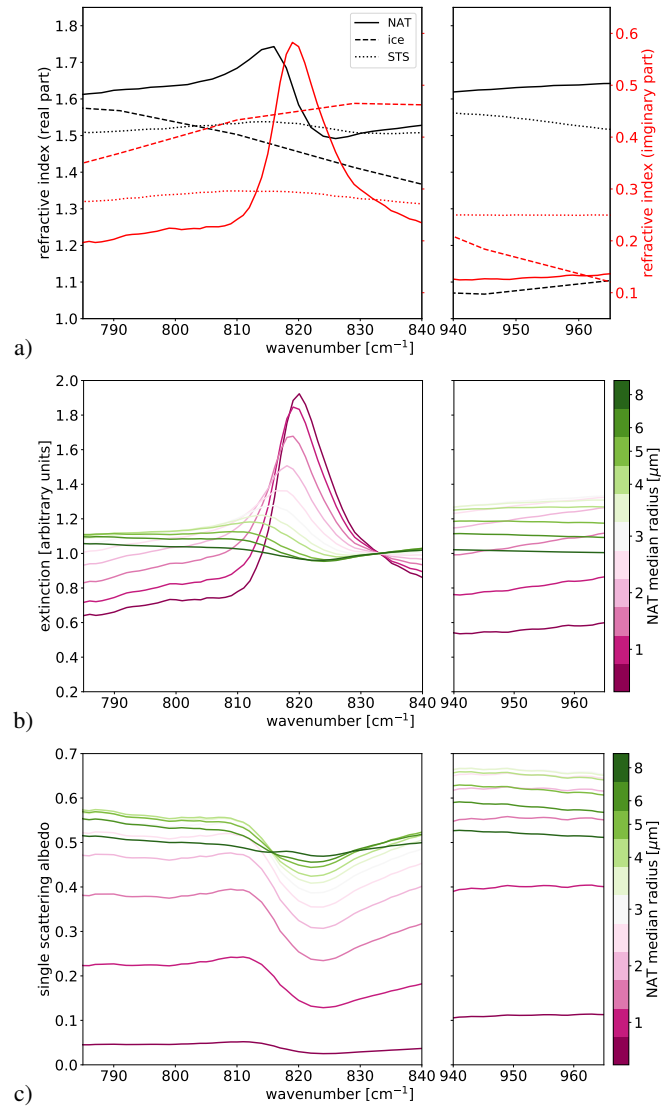 1.8
1.7
1.6
1.5
1.4
1.3
1.2
1.1
1.0
refractive index (real part)
NAT
ice
STS
790 800 810 820 830 840
wavenumber [cm⁻¹]
940 950 960
0.6
0.5
0.4
0.3
0.2
0.1
refractive index (imginary part)
a)
2.0
1.8
1.6
1.4
1.2
1.0
0.8
0.6
0.4
0.2
extinction [arbitrary units]
790 800 810 820 830 840
wavenumber [cm⁻¹]
940 950 960
8
6
5
4
3
2
1
NAT median radius [μm]
b)
0.7
0.6
0.5
0.4
0.3
0.2
0.1
0.0
single scattering albedo
790 800 810 820 830 840
wavenumber [cm⁻¹]
940 950 960
8
6
5
4
3
2
1
NAT median radius [μm]
c)